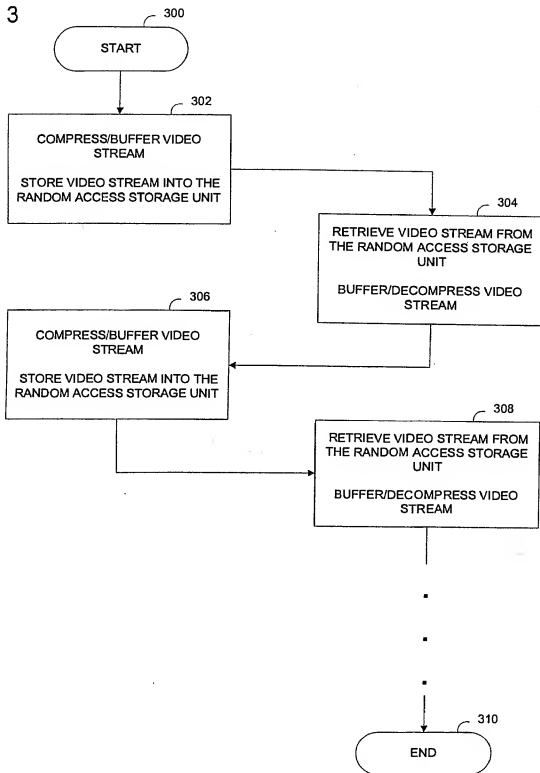 3
300
START
302
COMPRESS/BUFFER VIDEO
STREAM
STORE VIDEO STREAM INTO THE
RANDOM ACCESS STORAGE UNIT
304
RETRIEVE VIDEO STREAM FROM
THE RANDOM ACCESS STORAGE
UNIT
BUFFER/DECOMPRESS VIDEO
STREAM
306
COMPRESS/BUFFER VIDEO
STREAM
STORE VIDEO STREAM INTO THE
RANDOM ACCESS STORAGE UNIT
308
RETRIEVE VIDEO STREAM FROM
THE RANDOM ACCESS STORAGE
UNIT
BUFFER/DECOMPRESS VIDEO
STREAM
310
END